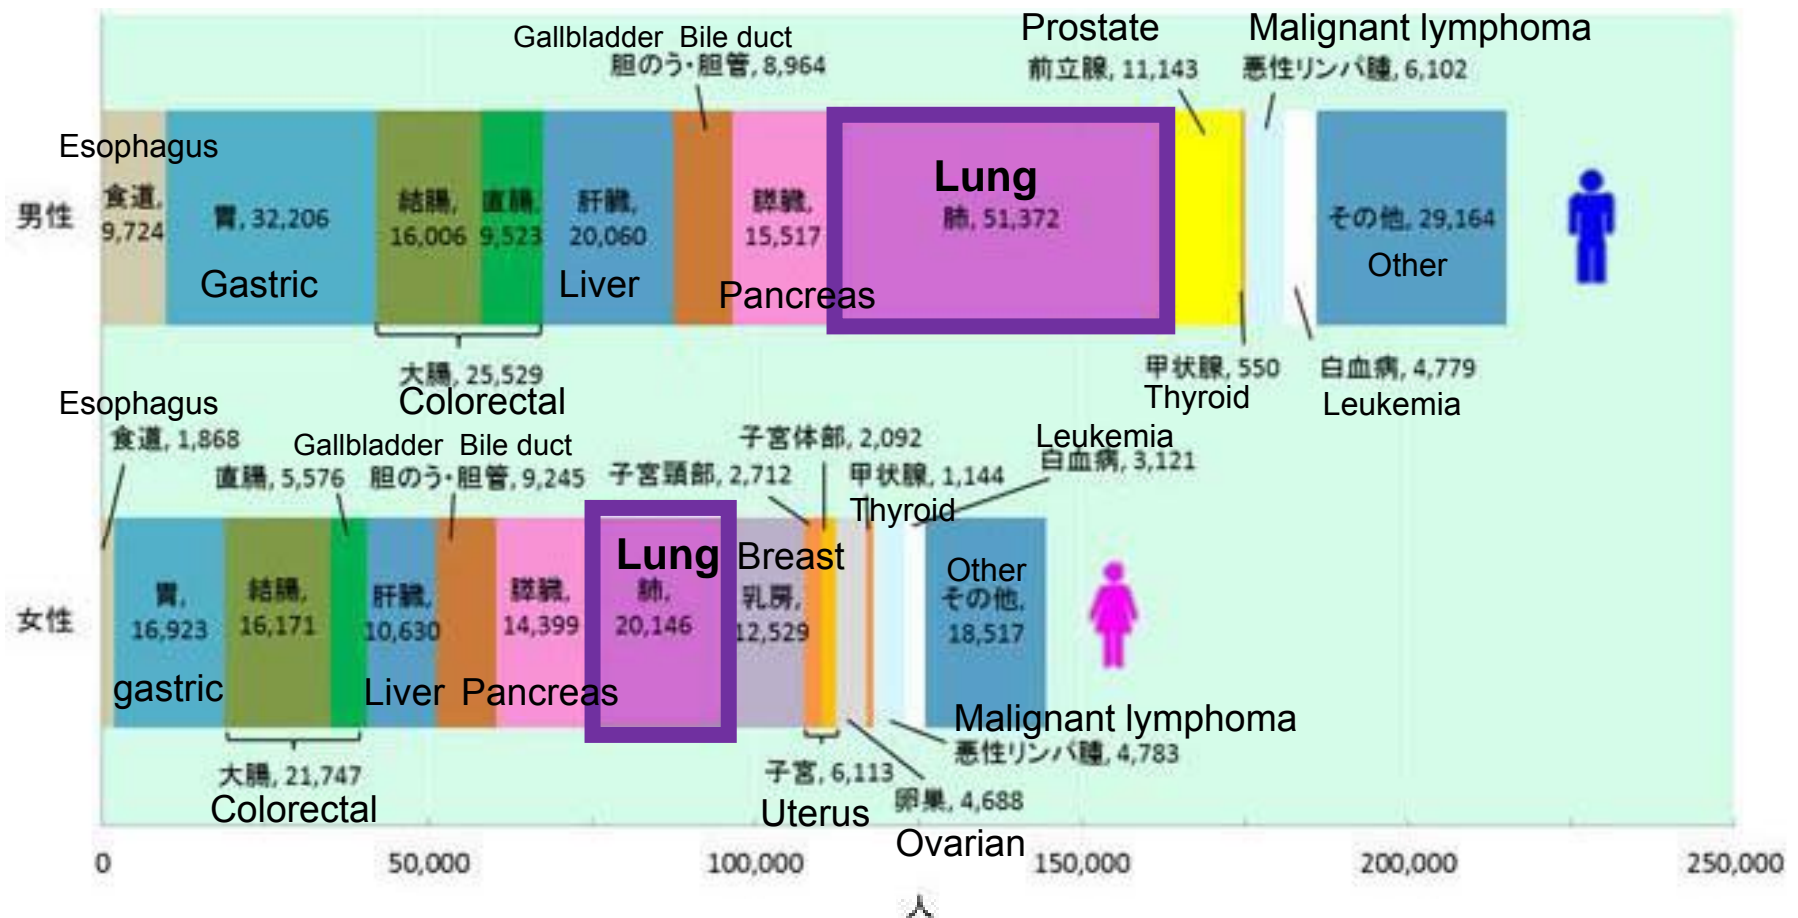 Prostate
Malignant lymphoma
Gallbladder Bile duct
胆のう・胆管, 8,964
前立腺, 11,143
悪性リンパ腫, 6,102
Esophagus
食道,
9,724
胃, 32,206
Gastric
結腸,
16,006
直腸,
9,523
肝臓,
20,060
Liver
膵臓,
15,517
Pancreas
Lung
肺, 51,372
その他, 29,164
Other
男性
大腸, 25,529
Colorectal
甲状腺, 550
Thyroid
白血病, 4,779
Leukemia
Esophagus
食道, 1,868
Gallbladder Bile duct
直腸, 5,576
胆のう・胆管, 9,245
子宮体部, 2,092
子宮頸部, 2,712
Leukemia
白血病, 3,121
甲状腺, 1,144
Thyroid
女性
胃,
16,923
gastric
結腸,
16,171
肝臓,
10,630
Liver
膵臓,
14,399
Pancreas
Lung
肺,
20,146
Breast
乳房,
12,529
Other
その他,
18,517
Malignant lymphoma
悪性リンパ腫, 4,783
大腸, 21,747
Colorectal
子宮, 6,113
Uterus
卵巣, 4,688
Ovarian
0 50,000 100,000 150,000 200,000 250,000
人